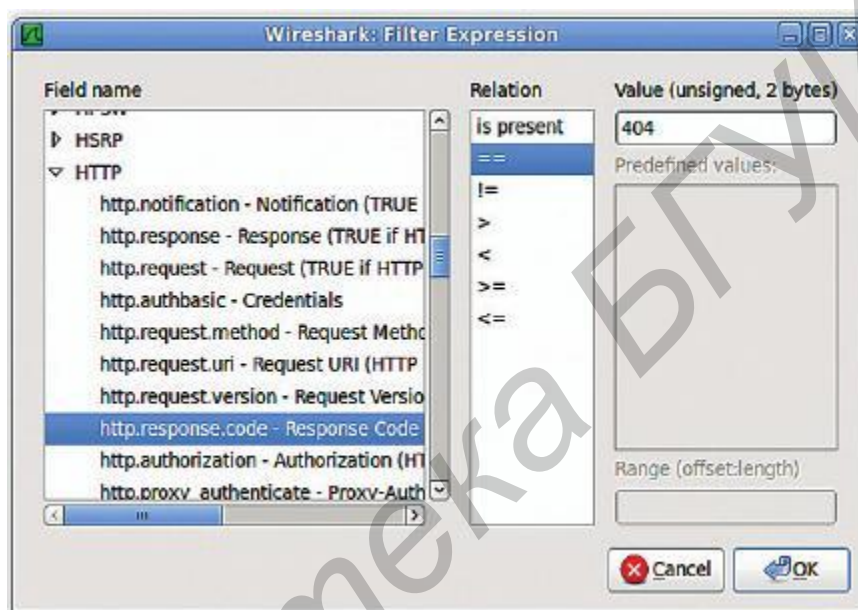 Wireshark: Filter Expression
Field name
HSRP
HTTP
http.notification - Notification (TRUE
http.response - Response (TRUE if HT
http.request - Request (TRUE if HTTP
http.authbasic - Credentials
http.request.method - Request Metho
http.request.uri - Request URI (HTTP
http.request.version - Request Versio
http.response.code - Response Code
http.authorization - Authorization (HT
http.proxy_authenticate - Proxy-Auth
Relation
is present
==
!=
>
<
>=
<=
Value (unsigned, 2 bytes)
404
Predefined values:
Range (offset:length)
Cancel
OK